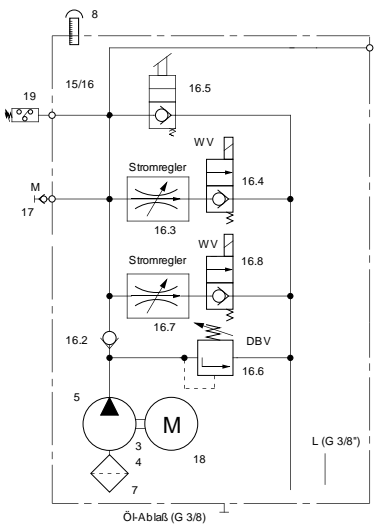 8
19
15/16
16.5
WV
Stromregler
16.4
M
17
16.3
WV
Stromregler
16.8
16.7
16.2
DBV
16.6
5
M
3
4
18
7
L (G 3/8")
Öl-Ablaß (G 3/8)